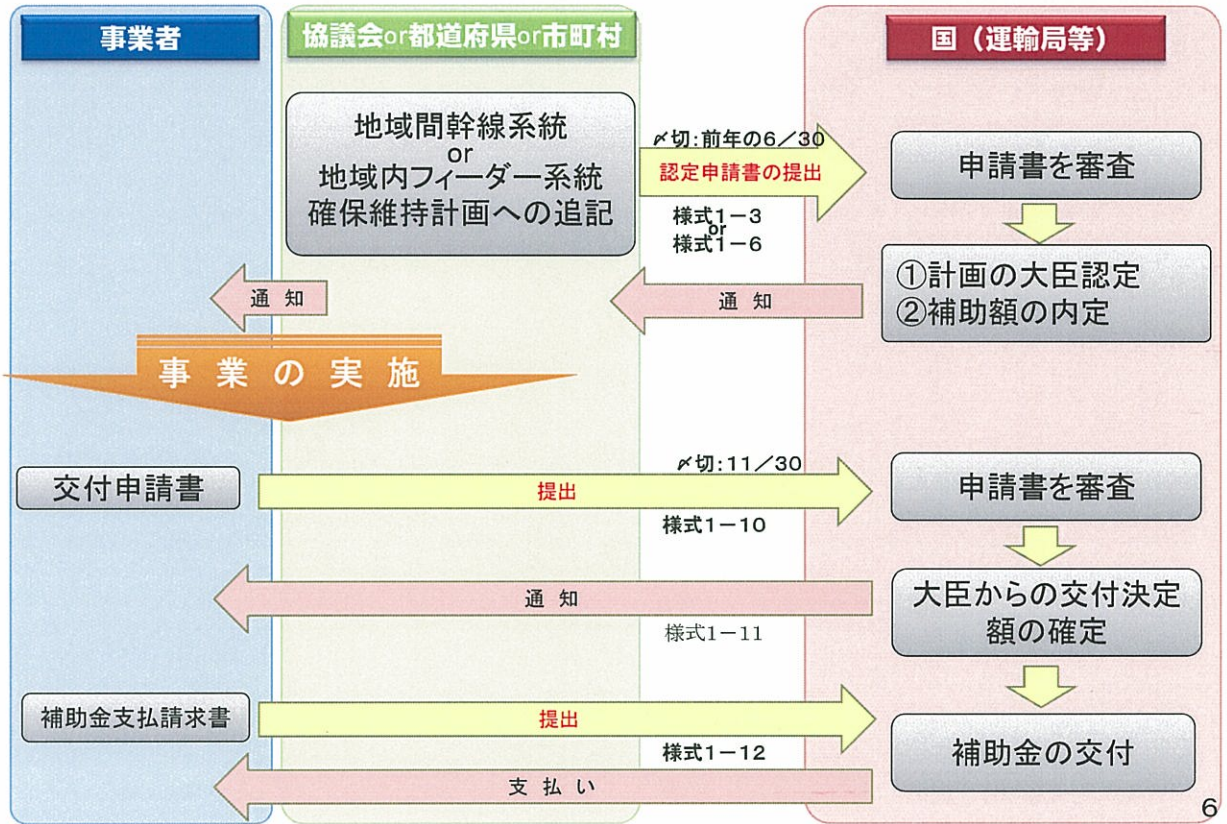 事業者
協議会or都道府県or市町村
国（運輸局等）
地域間幹線系統
or
地域内フィーダー系統
確保維持計画への追記
〆切:前年の6／30
認定申請書の提出
様式1－3
or
様式1－6
申請書を審査
①計画の大臣認定
②補助額の内定
通 知
通 知
事 業 の 実 施
交付申請書
〆切:11／30
提出
様式1－10
申請書を審査
通 知
様式1－11
大臣からの交付決定
額の確定
補助金支払請求書
提出
様式1－12
補助金の交付
支 払 い
6